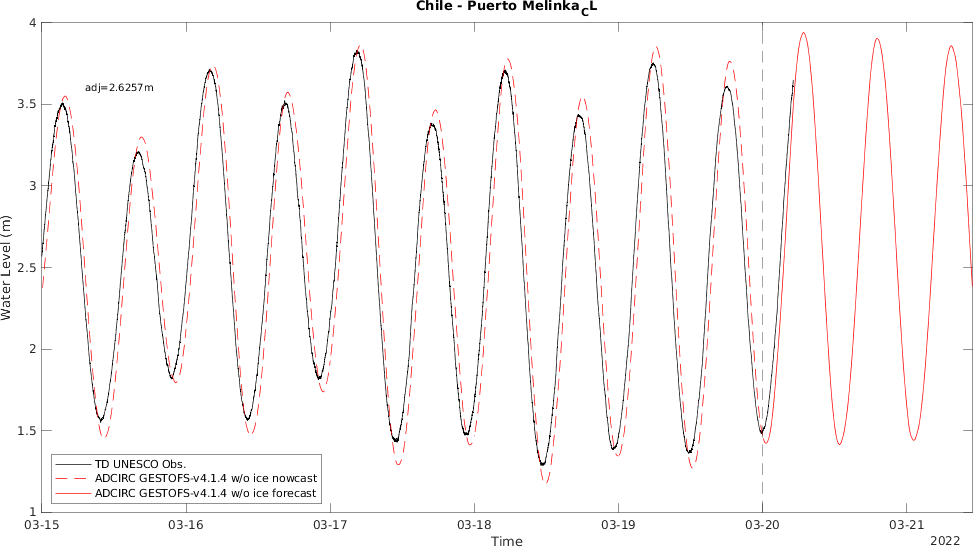 Chile - Puerto MelinkaCL
adj=2.6257m
4
3.5
3
2.5
2
1.5
1
Water Level (m)
TD UNESCO Obs.
ADCIRC GESTOFS-v4.1.4 w/o ice nowcast
ADCIRC GESTOFS-v4.1.4 w/o ice forecast
03-15 03-16 03-17 03-18 03-19 03-20 03-21
Time
2022